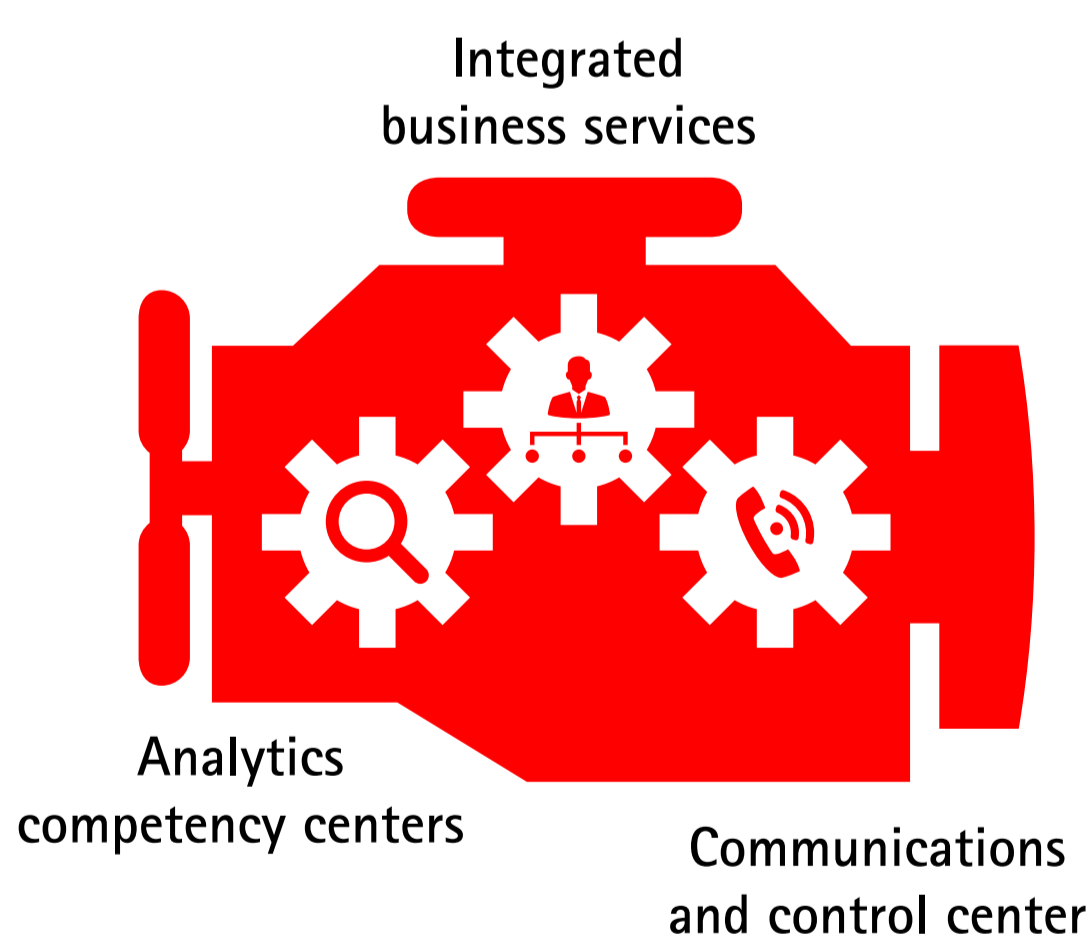 Integrated
business services
Analytics
competency centers
Communications
and control center